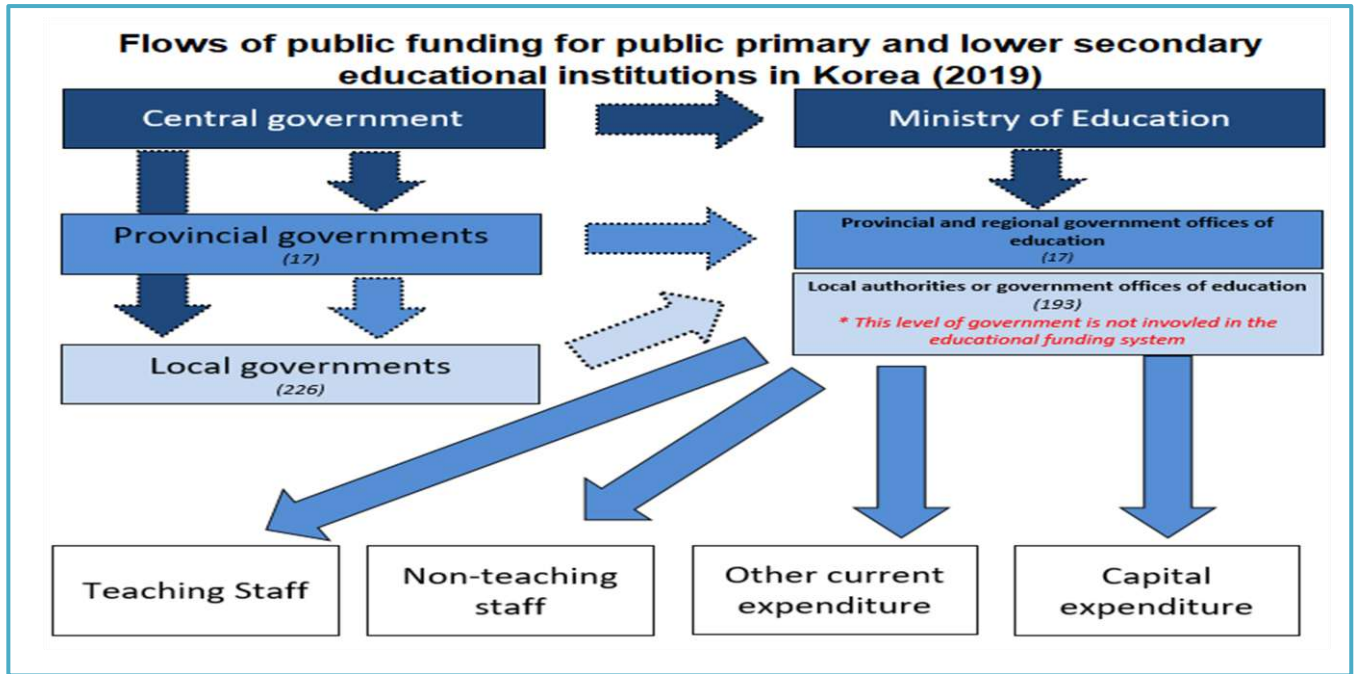 Flows of public funding for public primary and lower secondary
educational institutions in Korea (2019)
Central government
Ministry of Education
Provincial governments
(17)
Provincial and regional government offices of
education
(17)
Local authorities or government offices of education
(193)
* This level of government is not invovled in the
educational funding system
Local governments
(226)
Teaching Staff
Non-teaching
staff
Other current
expenditure
Capital
expenditure